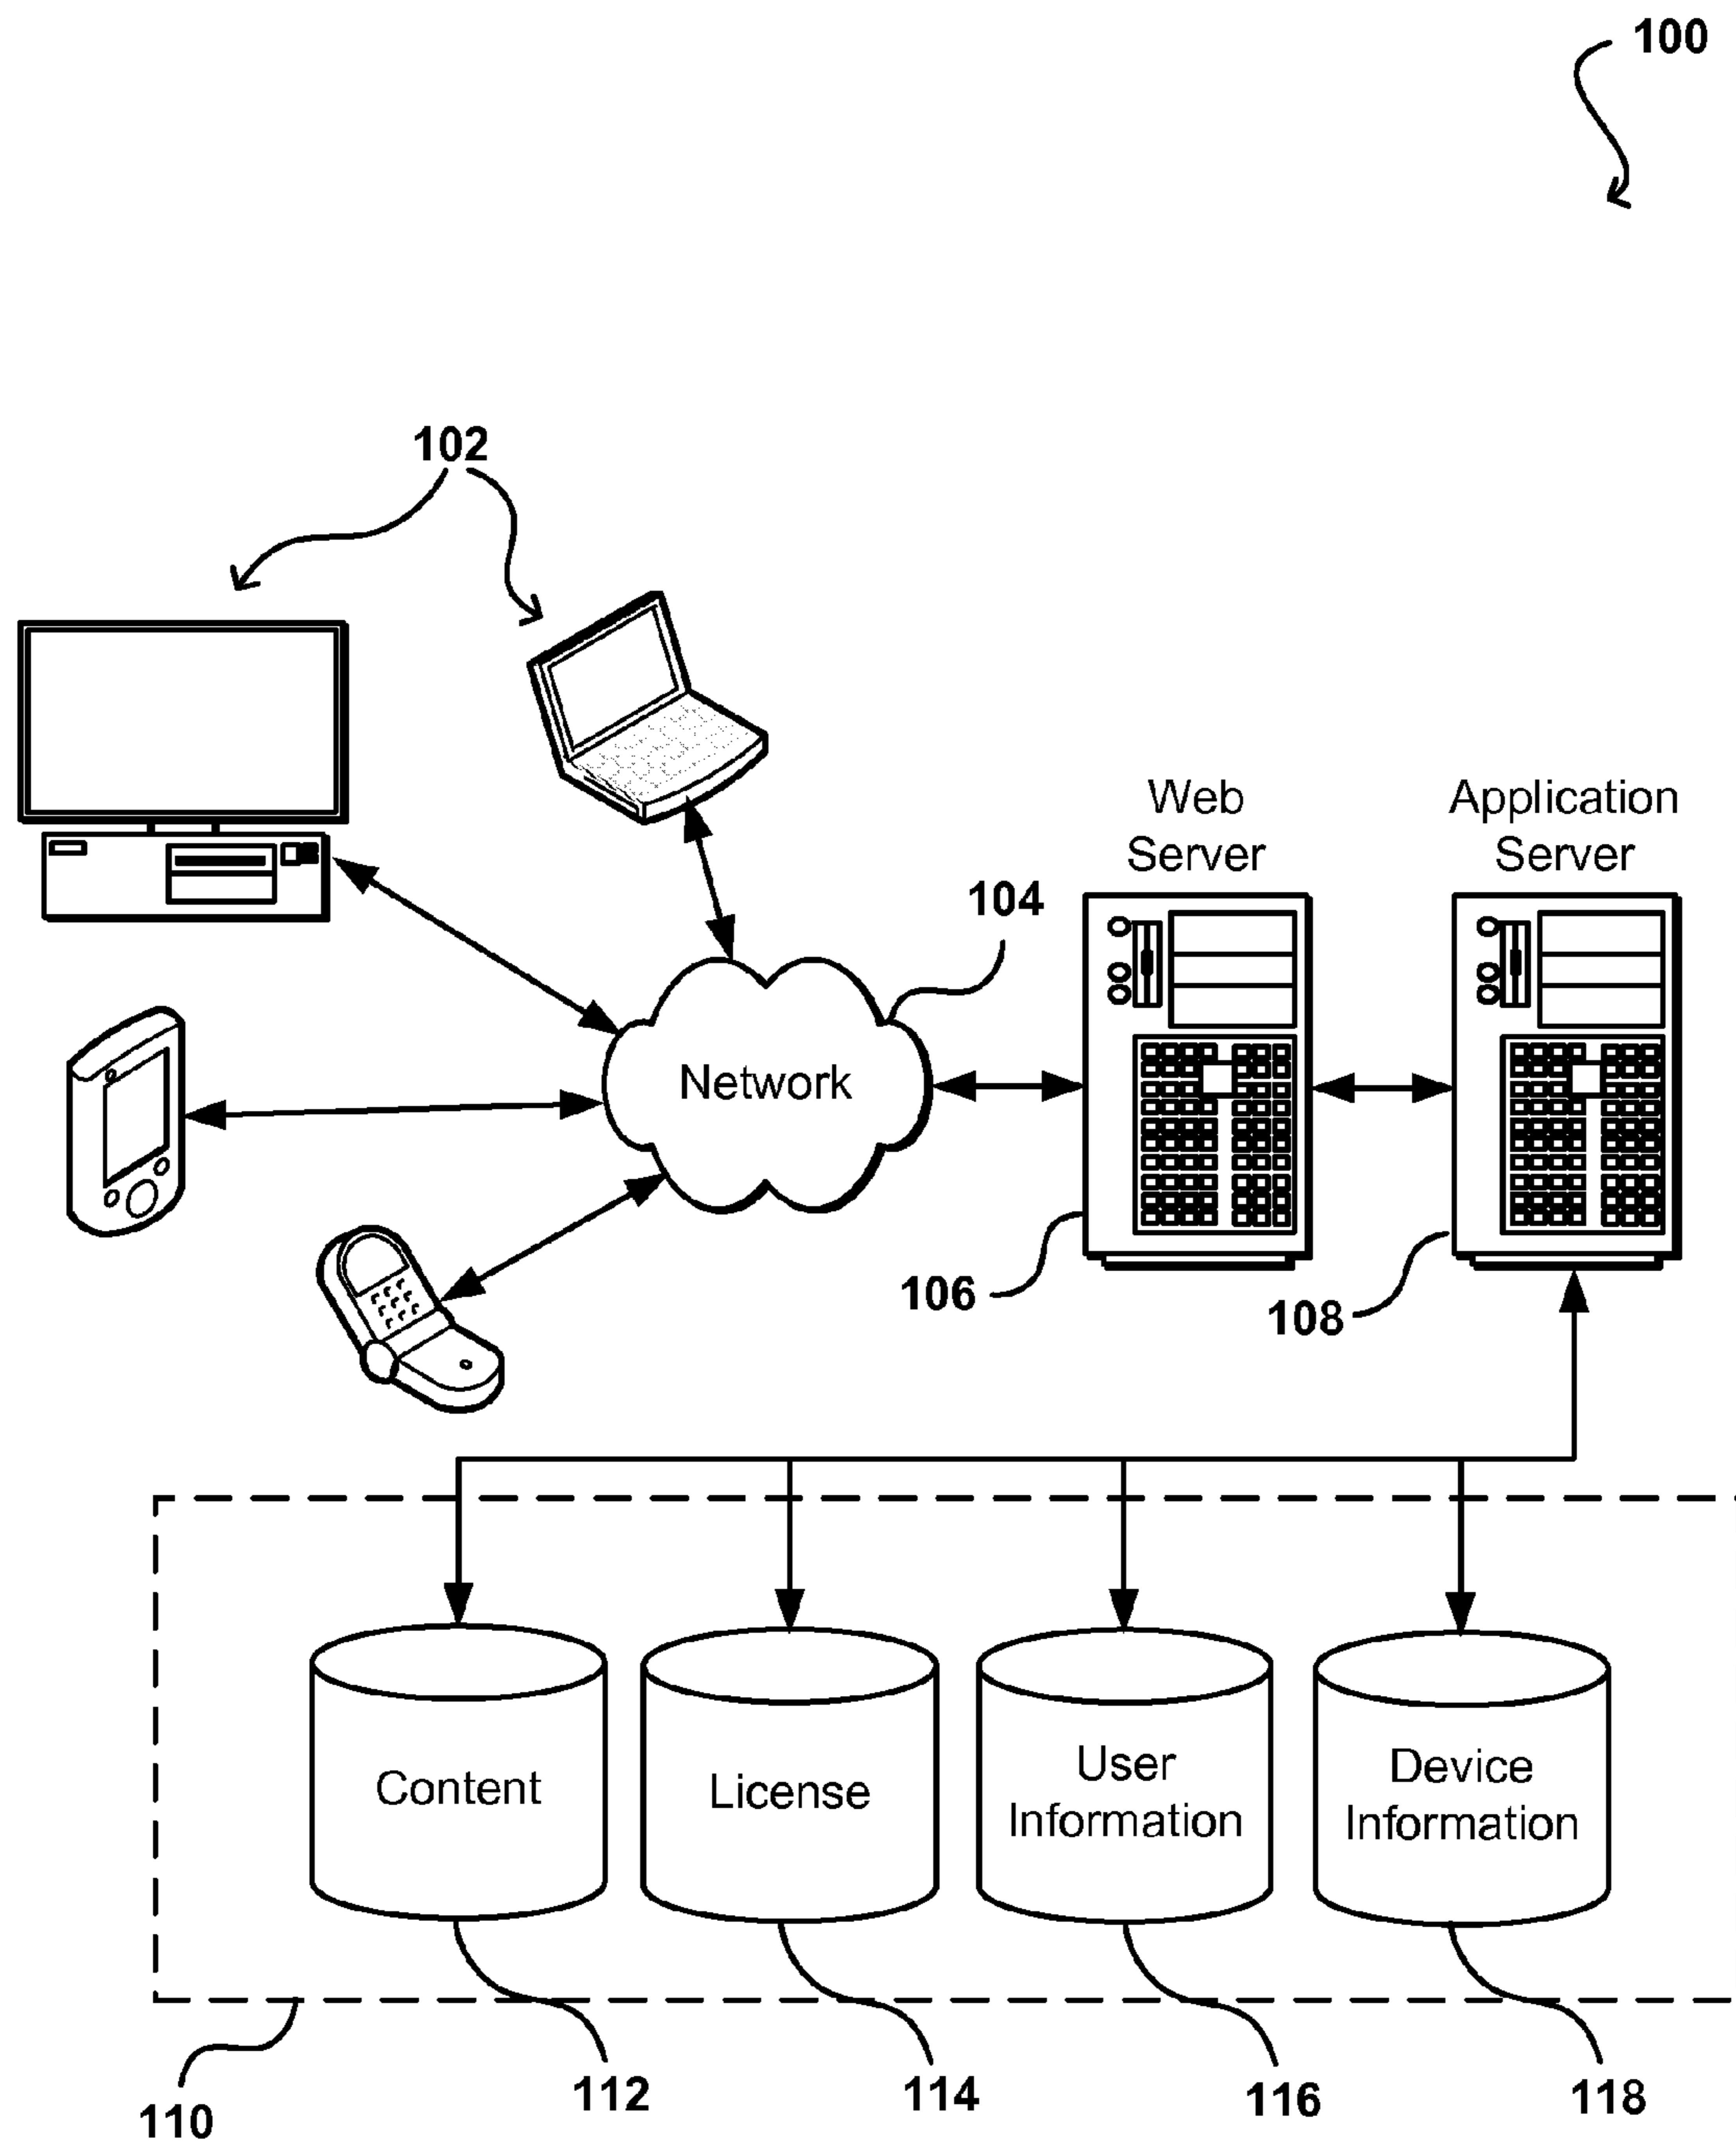 100
102
Web
Server
Application
Server
104
Network
106
108
Content
License
User
Information
Device
Information
110
112
114
116
118